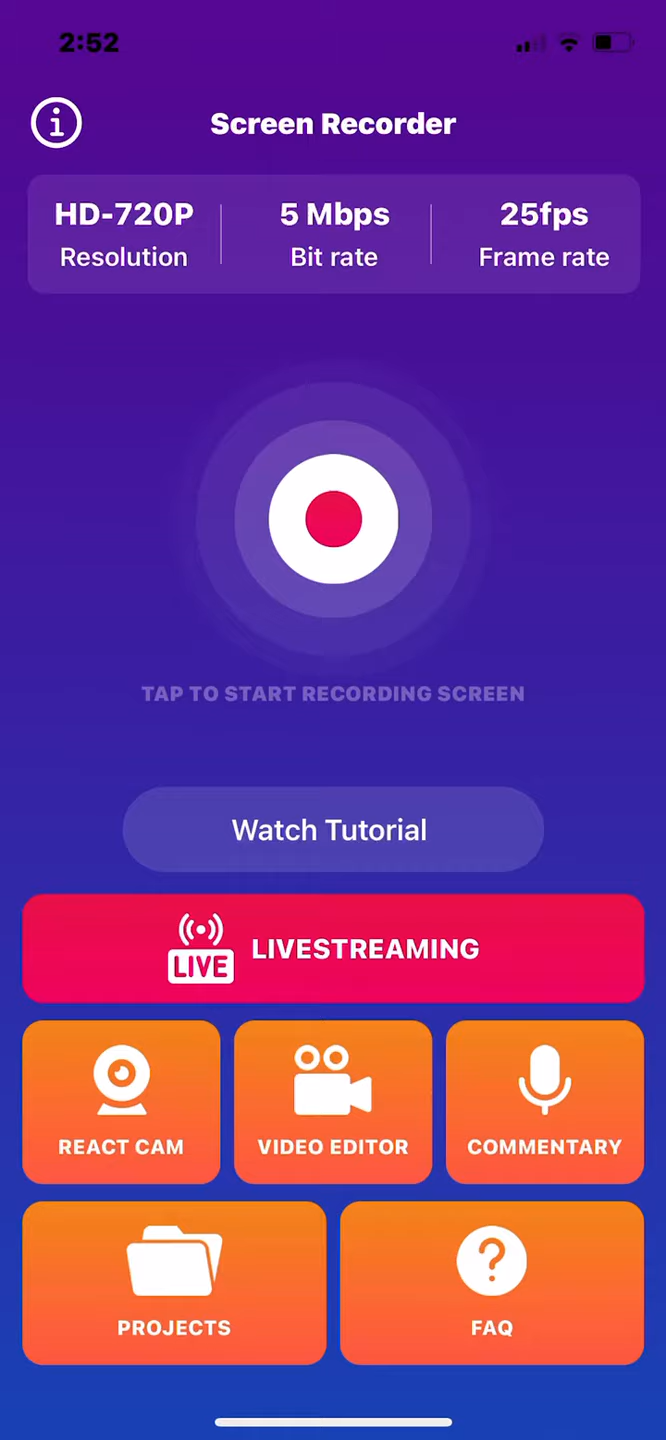 2:52
Screen Recorder
HD-720P 5 Mbps 25fps
Resolution Bit rate Frame rate
TAP TO START RECORDING SCREEN
Watch Tutorial
LIVE LIVESTREAMING
REACT CAM VIDEO EDITOR COMMENTARY
PROJECTS FAQ